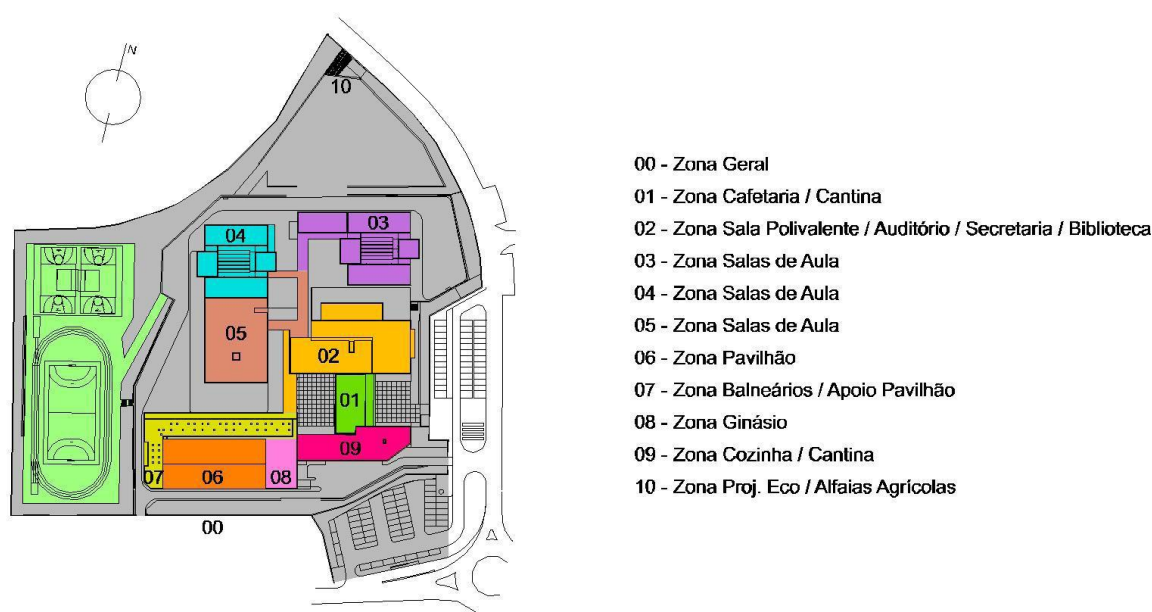 N
10
03
04
05
02
01
09
07
06
08
00
00 - Zona Geral
01 - Zona Cafetaria / Cantina
02 - Zona Sala Polivalente / Auditório / Secretaria / Biblioteca
03 - Zona Salas de Aula
04 - Zona Salas de Aula
05 - Zona Salas de Aula
06 - Zona Pavilhão
07 - Zona Balneários / Apoio Pavilhão
08 - Zona Ginásio
09 - Zona Cozinha / Cantina
10 - Zona Proj. Eco / Alfaias Agrícolas